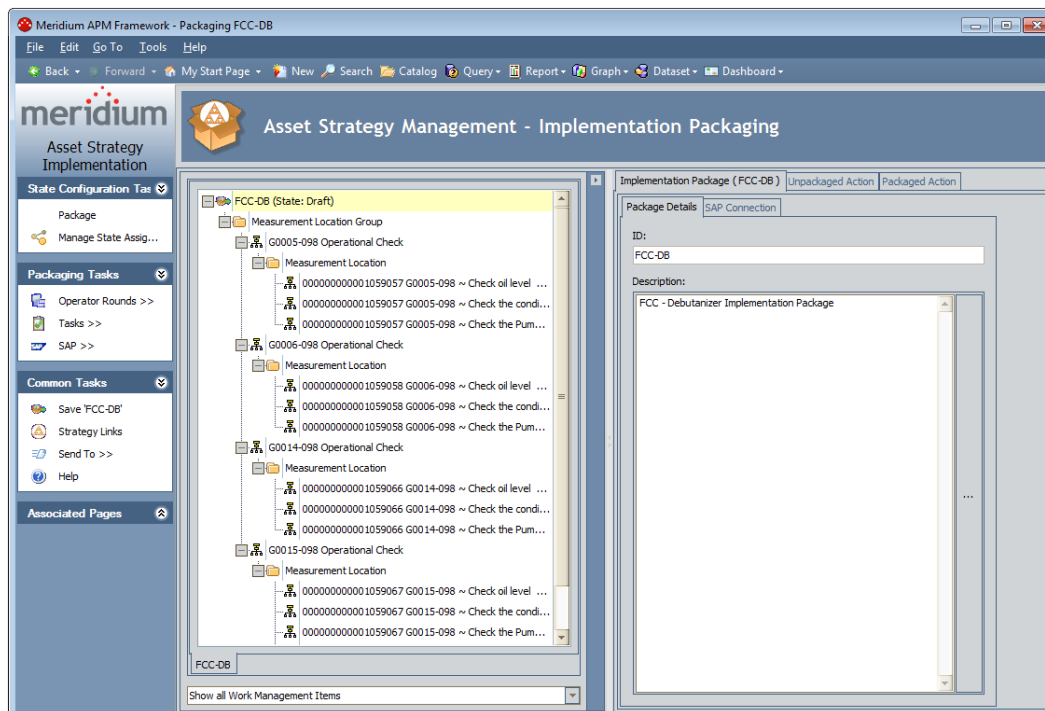 Meridium APM Framework - Packaging FCC-DB
File Edit Go To Tools Help
Back Forward My Start Page New Search Catalog Query Report Graph Dataset Dashboard
meridium
Asset Strategy
Implementation
Asset Strategy Management - Implementation Packaging
State Configuration Tas
Package
Manage State Assig...
Packaging Tasks
Operator Rounds >>
Tasks >>
SAP >>
Common Tasks
Save 'FCC-DB'
Strategy Links
Send To >>
Help
Associated Pages
FCC-DB (State: Draft)
Measurement Location Group
G0005-098 Operational Check
Measurement Location
000000000001059057 G0005-098 ~ Check oil level ...
000000000001059057 G0005-098 ~ Check the condi...
000000000001059057 G0005-098 ~ Check the Pum...
G0006-098 Operational Check
Measurement Location
000000000001059058 G0006-098 ~ Check oil level ...
000000000001059058 G0006-098 ~ Check the condi...
000000000001059058 G0006-098 ~ Check the Pum...
G0014-098 Operational Check
Measurement Location
000000000001059066 G0014-098 ~ Check oil level ...
000000000001059066 G0014-098 ~ Check the condi...
000000000001059066 G0014-098 ~ Check the Pum...
G0015-098 Operational Check
Measurement Location
000000000001059067 G0015-098 ~ Check oil level ...
000000000001059067 G0015-098 ~ Check the condi...
000000000001059067 G0015-098 ~ Check the Pum...
FCC-DB
Show all Work Management Items
Implementation Package (FCC-DB ) Unpackaged Action Packaged Action
Package Details SAP Connection
ID:
FCC-DB
Description:
FCC - Debutanizer Implementation Package
...